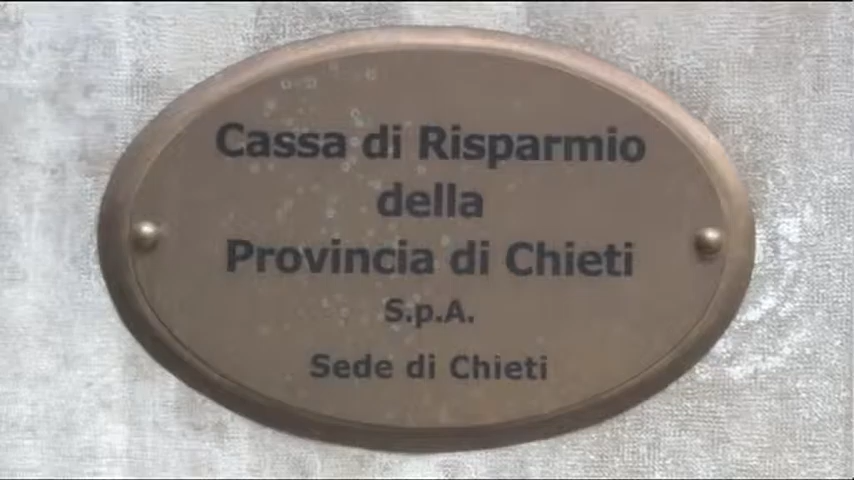 Cassa di Risparmio
della
Provincia di Chieti
S.p.A.
Sede di Chieti